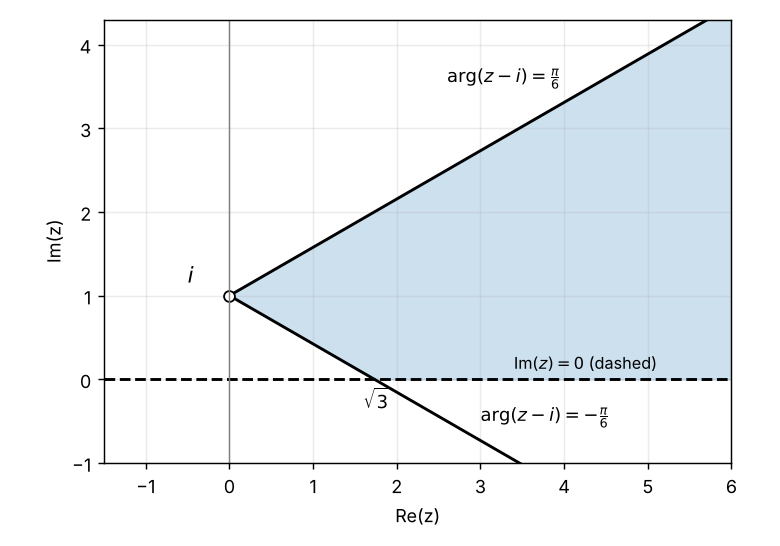 4
arg(z − i) = π/6
3
2
Im(z)
i
1
Im(z) = 0 (dashed)
0
√3
arg(z − i) = −π/6
−1
−1 0 1 2 3 4 5 6
Re(z)